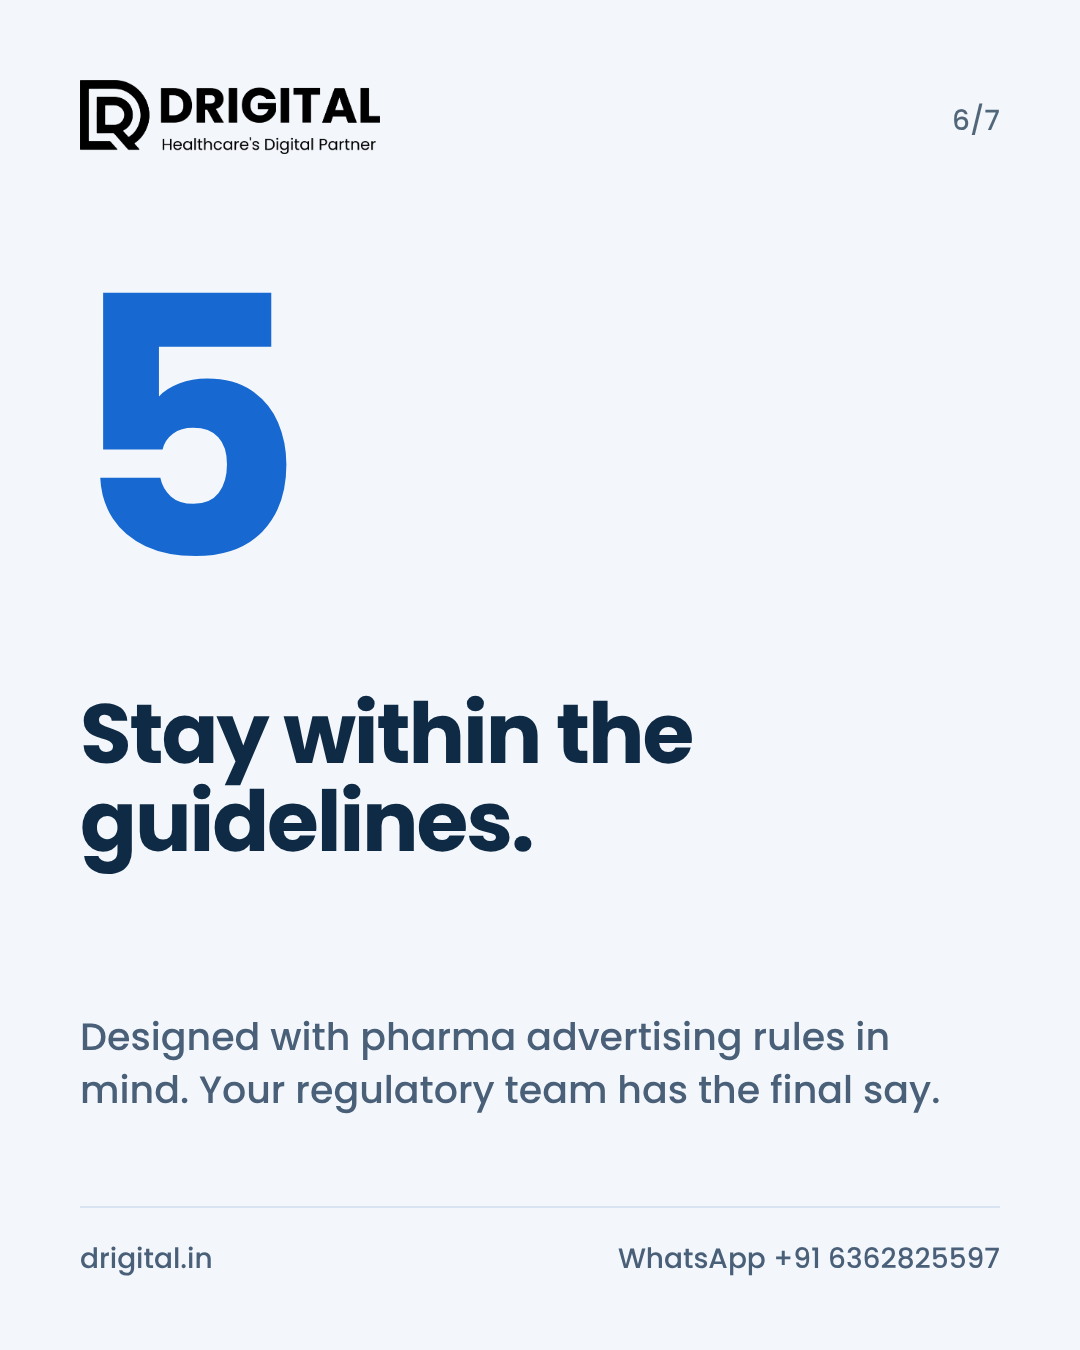 DRIGITAL
Healthcare's Digital Partner
6/7
5
Stay within the
guidelines.
Designed with pharma advertising rules in
mind. Your regulatory team has the final say.
drigital.in
WhatsApp +91 6362825597